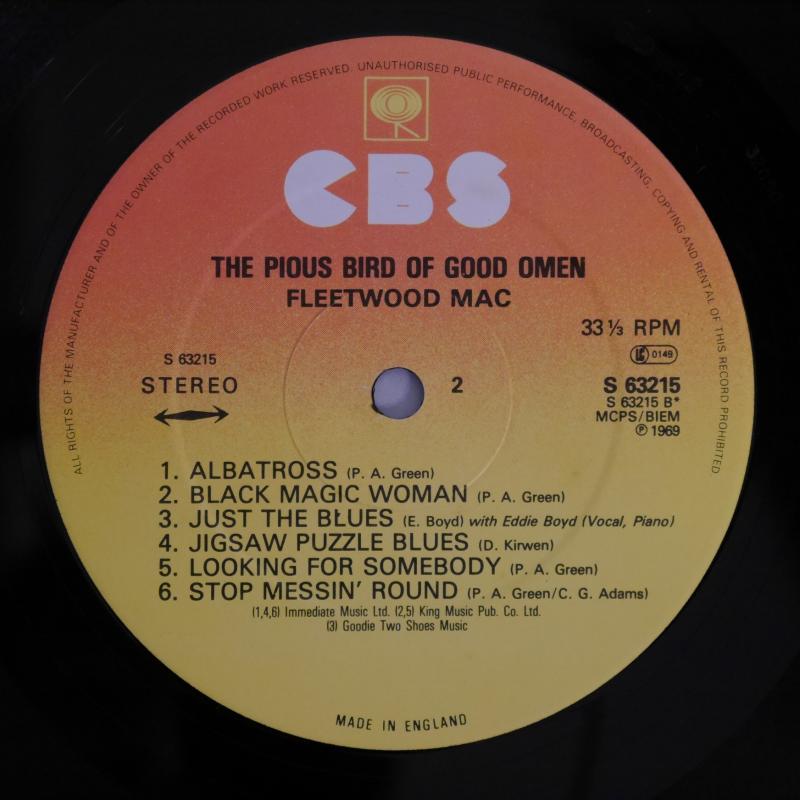 ALL RIGHTS OF THE MANUFACTURER AND OF THE OWNER OF THE RECORDED WORK RESERVED. UNAUTHORISED PUBLIC PERFORMANCE, BROADCASTING, COPYING AND RENTAL OF THIS RECORD PROHIBITED
CBS
THE PIOUS BIRD OF GOOD OMEN
FLEETWOOD MAC
33 ⅓ RPM
LC 0149
S 63215
STEREO
2
S 63215
S 63215 B*
MCPS/BIEM
℗ 1969
1. ALBATROSS (P. A. Green)
2. BLACK MAGIC WOMAN (P. A. Green)
3. JUST THE BLUES (E. Boyd) with Eddie Boyd (Vocal, Piano)
4. JIGSAW PUZZLE BLUES (D. Kirwen)
5. LOOKING FOR SOMEBODY (P. A. Green)
6. STOP MESSIN' ROUND (P. A. Green/C. G. Adams)
(1,4,6) Immediate Music Ltd. (2,5) King Music Pub. Co. Ltd.
(3) Goodie Two Shoes Music
MADE IN ENGLAND